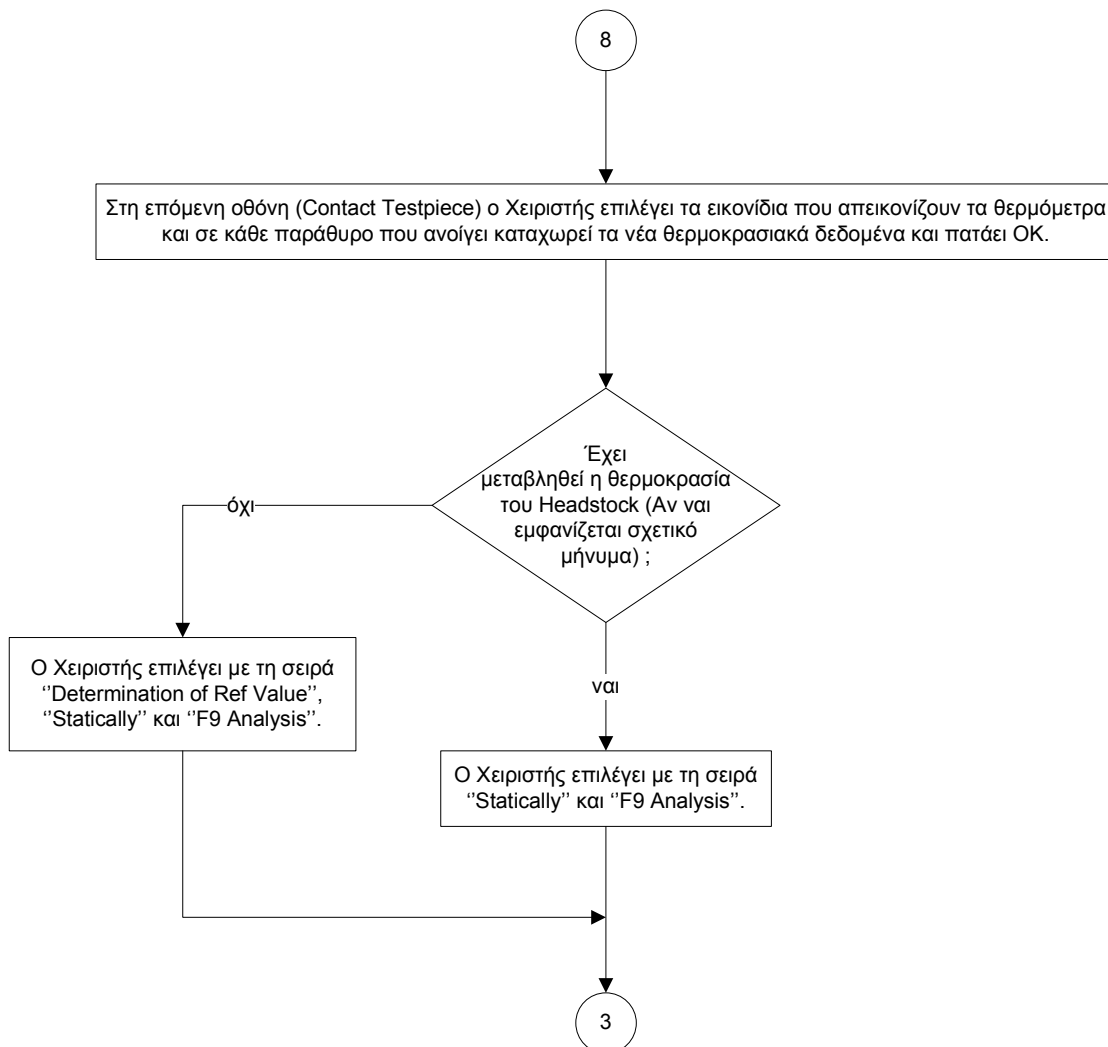 8
Στη επόμενη οθόνη (Contact Testpiece) ο Χειριστής επιλέγει τα εικονίδια που απεικονίζουν τα θερμόμετρα
και σε κάθε παράθυρο που ανοίγει καταχωρεί τα νέα θερμοκρασιακά δεδομένα και πατάει ΟΚ.
Έχει
μεταβληθεί η θερμοκρασία
του Headstock (Αν ναι
εμφανίζεται σχετικό
μήνυμα) ;
όχι
Ο Χειριστής επιλέγει με τη σειρά
‘’Determination of Ref Value’’,
‘’Statically’’ και ‘’F9 Analysis’’.
ναι
Ο Χειριστής επιλέγει με τη σειρά
‘’Statically’’ και ‘’F9 Analysis’’.
3